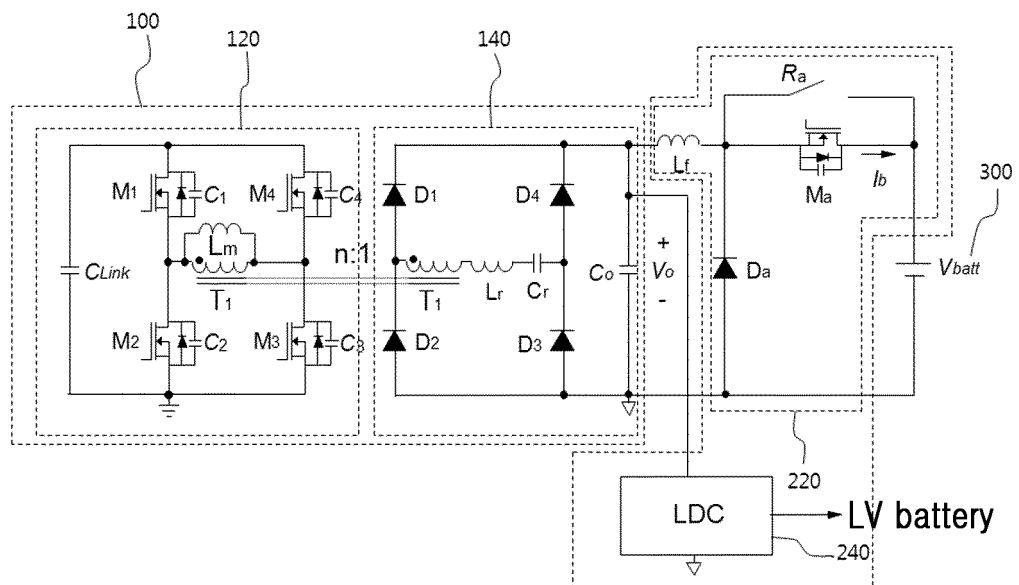 100
120
140
Ra
M1
C1
M4
C4
D1
D4
Lf
Ma
Ib
300
Lm
n:1
CLink
T1
T1
Lr
Cr
Co
+
Vo
-
Da
Vbatt
M2
C2
M3
C3
D2
D3
220
LDC
LV battery
240